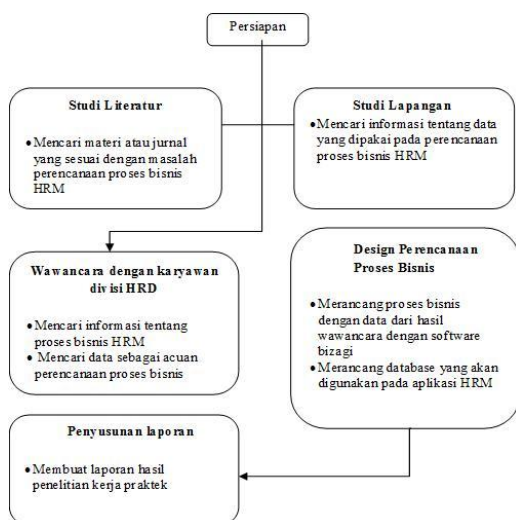 Persiapan
Studi Literatur
• Mencari materi atau jurnal
yang sesuai dengan masalah
perencanaan proses bisnis
HRM
Studi Lapangan
• Mencari informasi tentang data
yang dipakai pada perencanaan
proses bisnis HRM
Wawancara dengan karyawan
divisi HRD
• Mencari informasi tentang
proses bisnis HRM
• Mencari data sebagai acuan
perencanaan proses bisnis
Design Perencanaan
Proses Bisnis
• Merancang proses bisnis
dengan data dari hasil
wawancara dengan software
bizagi
• Merancang database yang akan
digunakan pada aplikasi HRM
Penyusunan laporan
• Membuat laporan hasil
penelitian kerja praktek